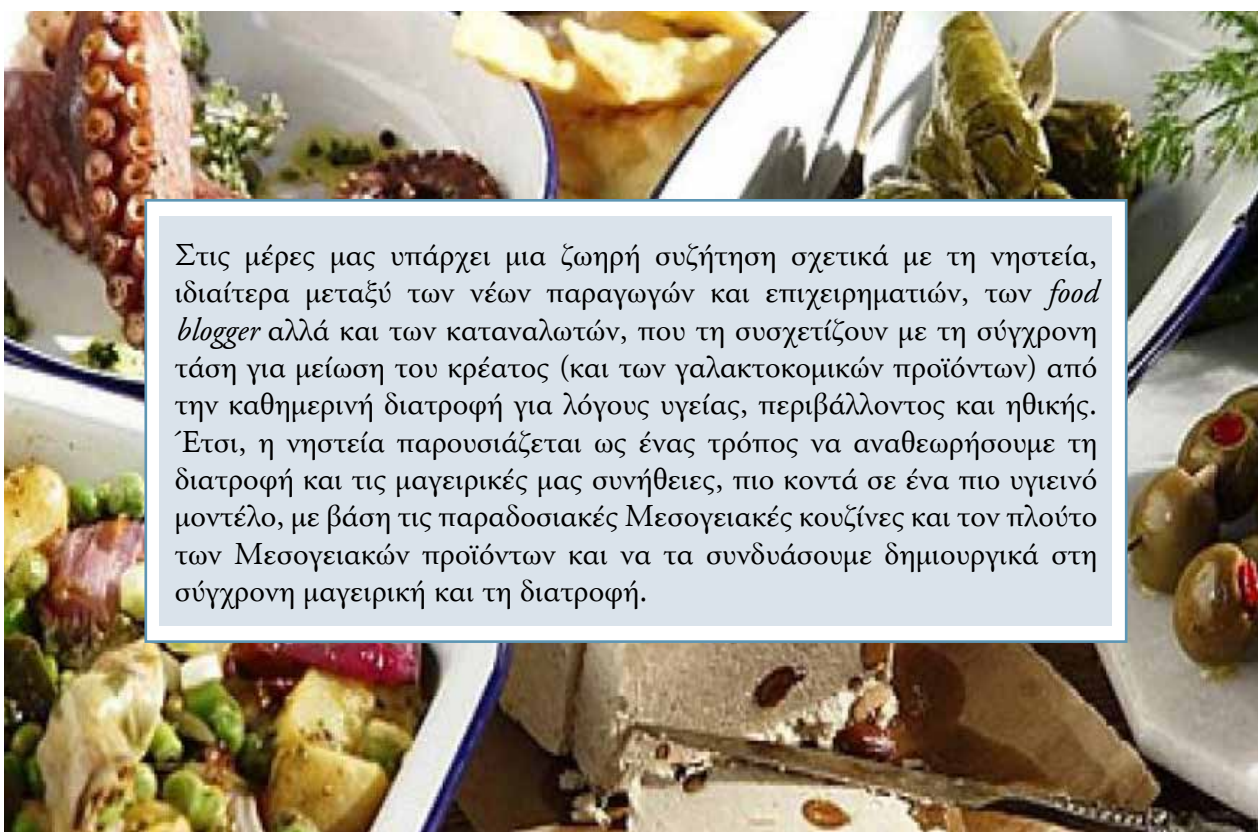 Στις μέρες μας υπάρχει μια ζωηρή συζήτηση σχετικά με τη νηστεία,
ιδιαίτερα μεταξύ των νέων παραγωγών και επιχειρηματιών, των food
blogger αλλά και των καταναλωτών, που τη συσχετίζουν με τη σύγχρονη
τάση για μείωση του κρέατος (και των γαλακτοκομικών προϊόντων) από
την καθημερινή διατροφή για λόγους υγείας, περιβάλλοντος και ηθικής.
Έτσι, η νηστεία παρουσιάζεται ως ένας τρόπος να αναθεωρήσουμε τη
διατροφή και τις μαγειρικές μας συνήθειες, πιο κοντά σε ένα πιο υγιεινό
μοντέλο, με βάση τις παραδοσιακές Μεσογειακές κουζίνες και τον πλούτο
των Μεσογειακών προϊόντων και να τα συνδυάσουμε δημιουργικά στη
σύγχρονη μαγειρική και τη διατροφή.